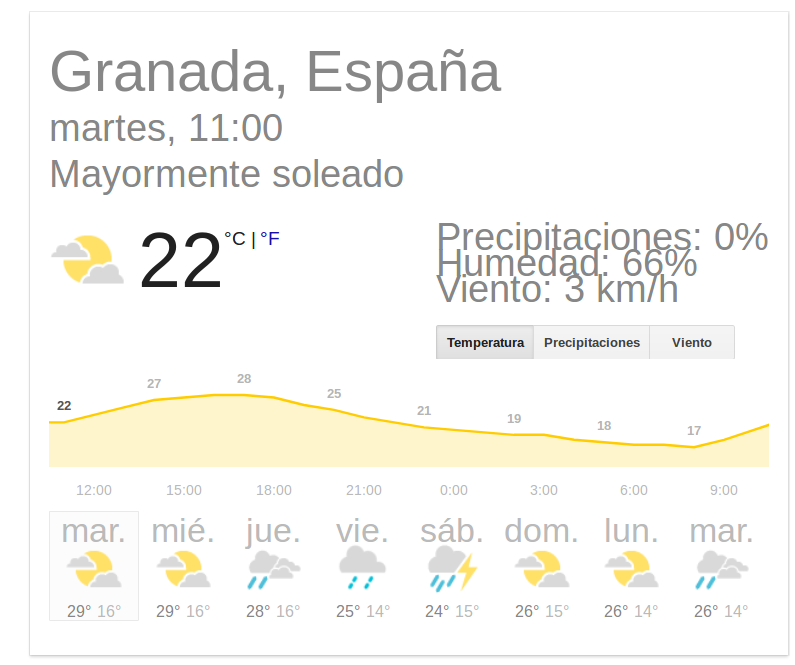 Granada, España
martes, 11:00
Mayormente soleado
22 °C | °F
Precipitaciones: 0%
Humedad: 66%
Viento: 3 km/h
Temperatura Precipitaciones Viento
22 27 28 25 21 19 18 17
12:00 15:00 18:00 21:00 0:00 3:00 6:00 9:00
mar. mié. jue. vie. sáb. dom. lun. mar.
29° 16° 29° 16° 28° 16° 25° 14° 24° 15° 26° 15° 26° 14° 26° 14°